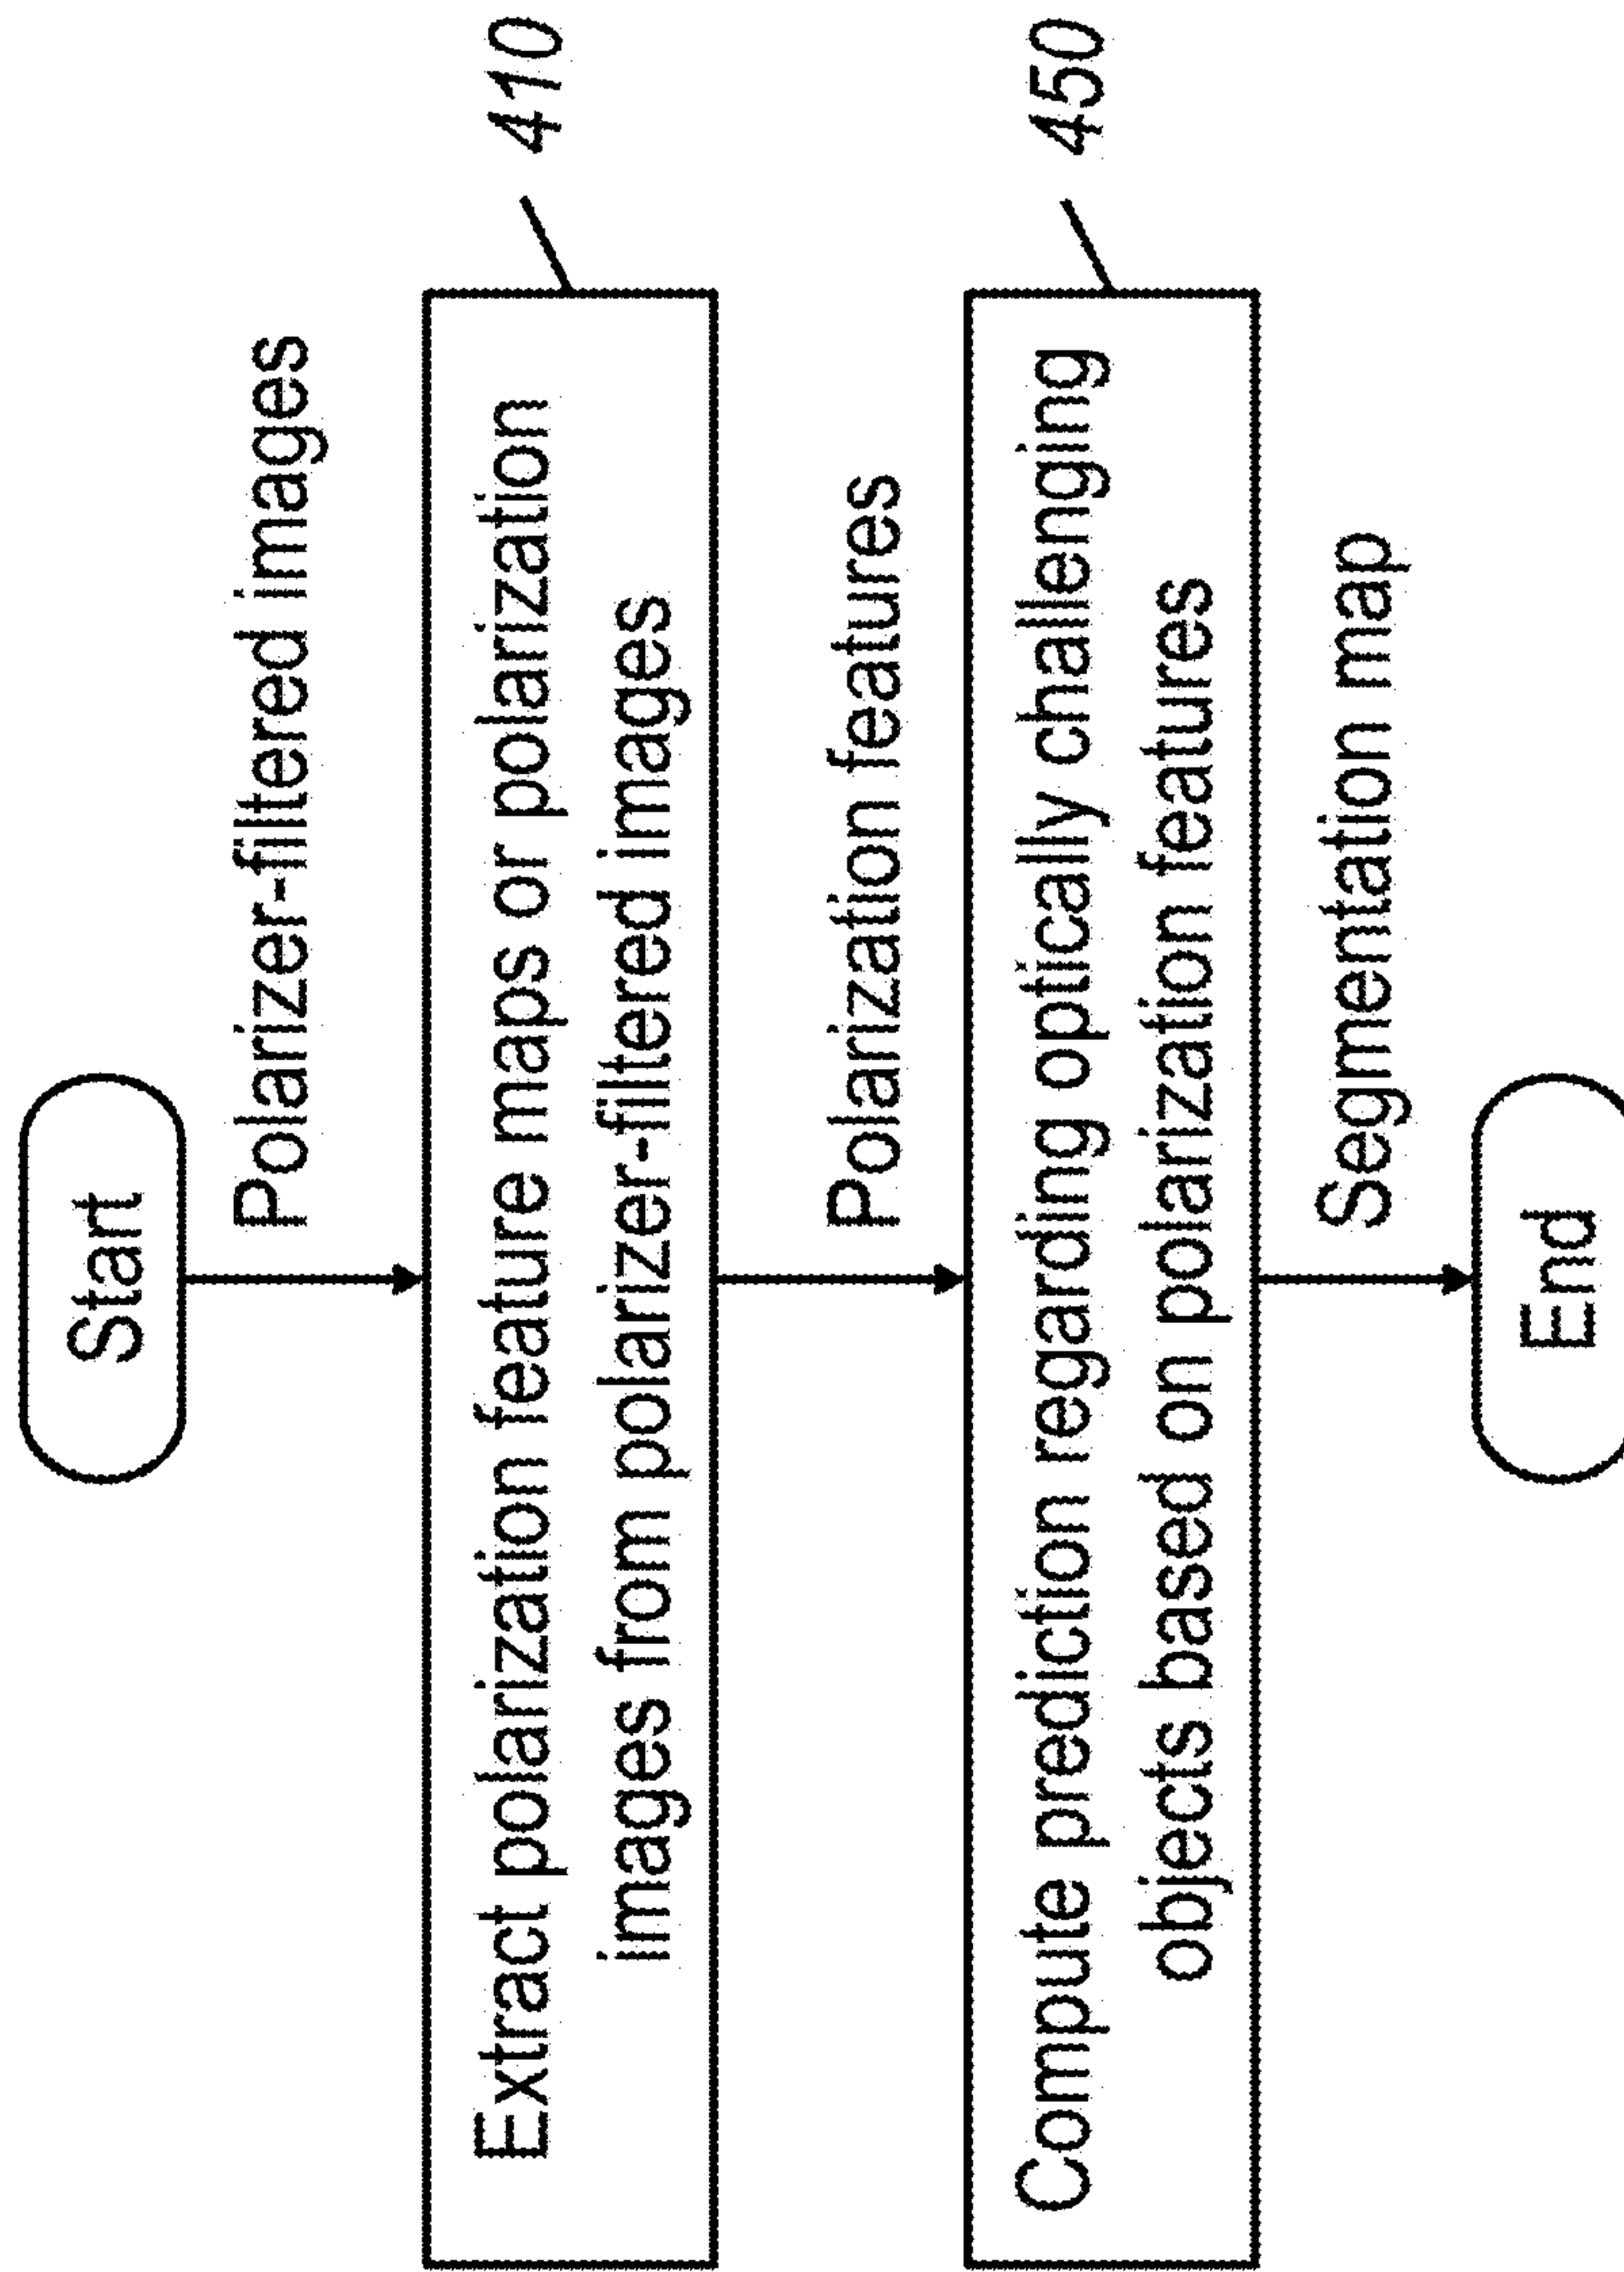 Start
Polarizer-filtered images
Extract polarization feature maps or polarization
images from polarizer-filtered images
410
Polarization features
Compute prediction regarding optically challenging
objects based on polarization features
450
Segmentation map
End